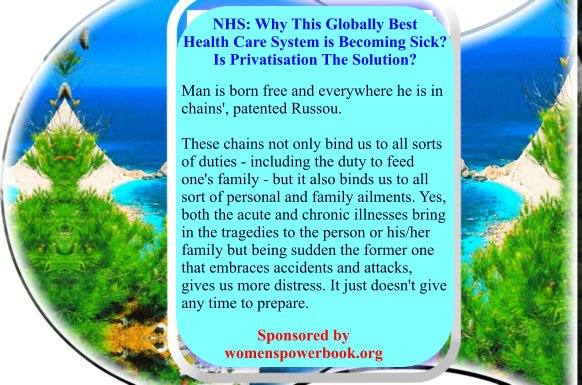 NHS: Why This Globally Best
Health Care System is Becoming Sick?
Is Privatisation The Solution?
Man is born free and everywhere he is in
chains', patented Russou.
These chains not only bind us to all sorts
of duties - including the duty to feed
one's family - but it also binds us to all
sort of personal and family ailments. Yes,
both the acute and chronic illnesses bring
in the tragedies to the person or his/her
family but being sudden the former one
that embraces accidents and attacks,
gives us more distress. It just doesn't give
any time to prepare.
Sponsored by
womenspowerbook.org